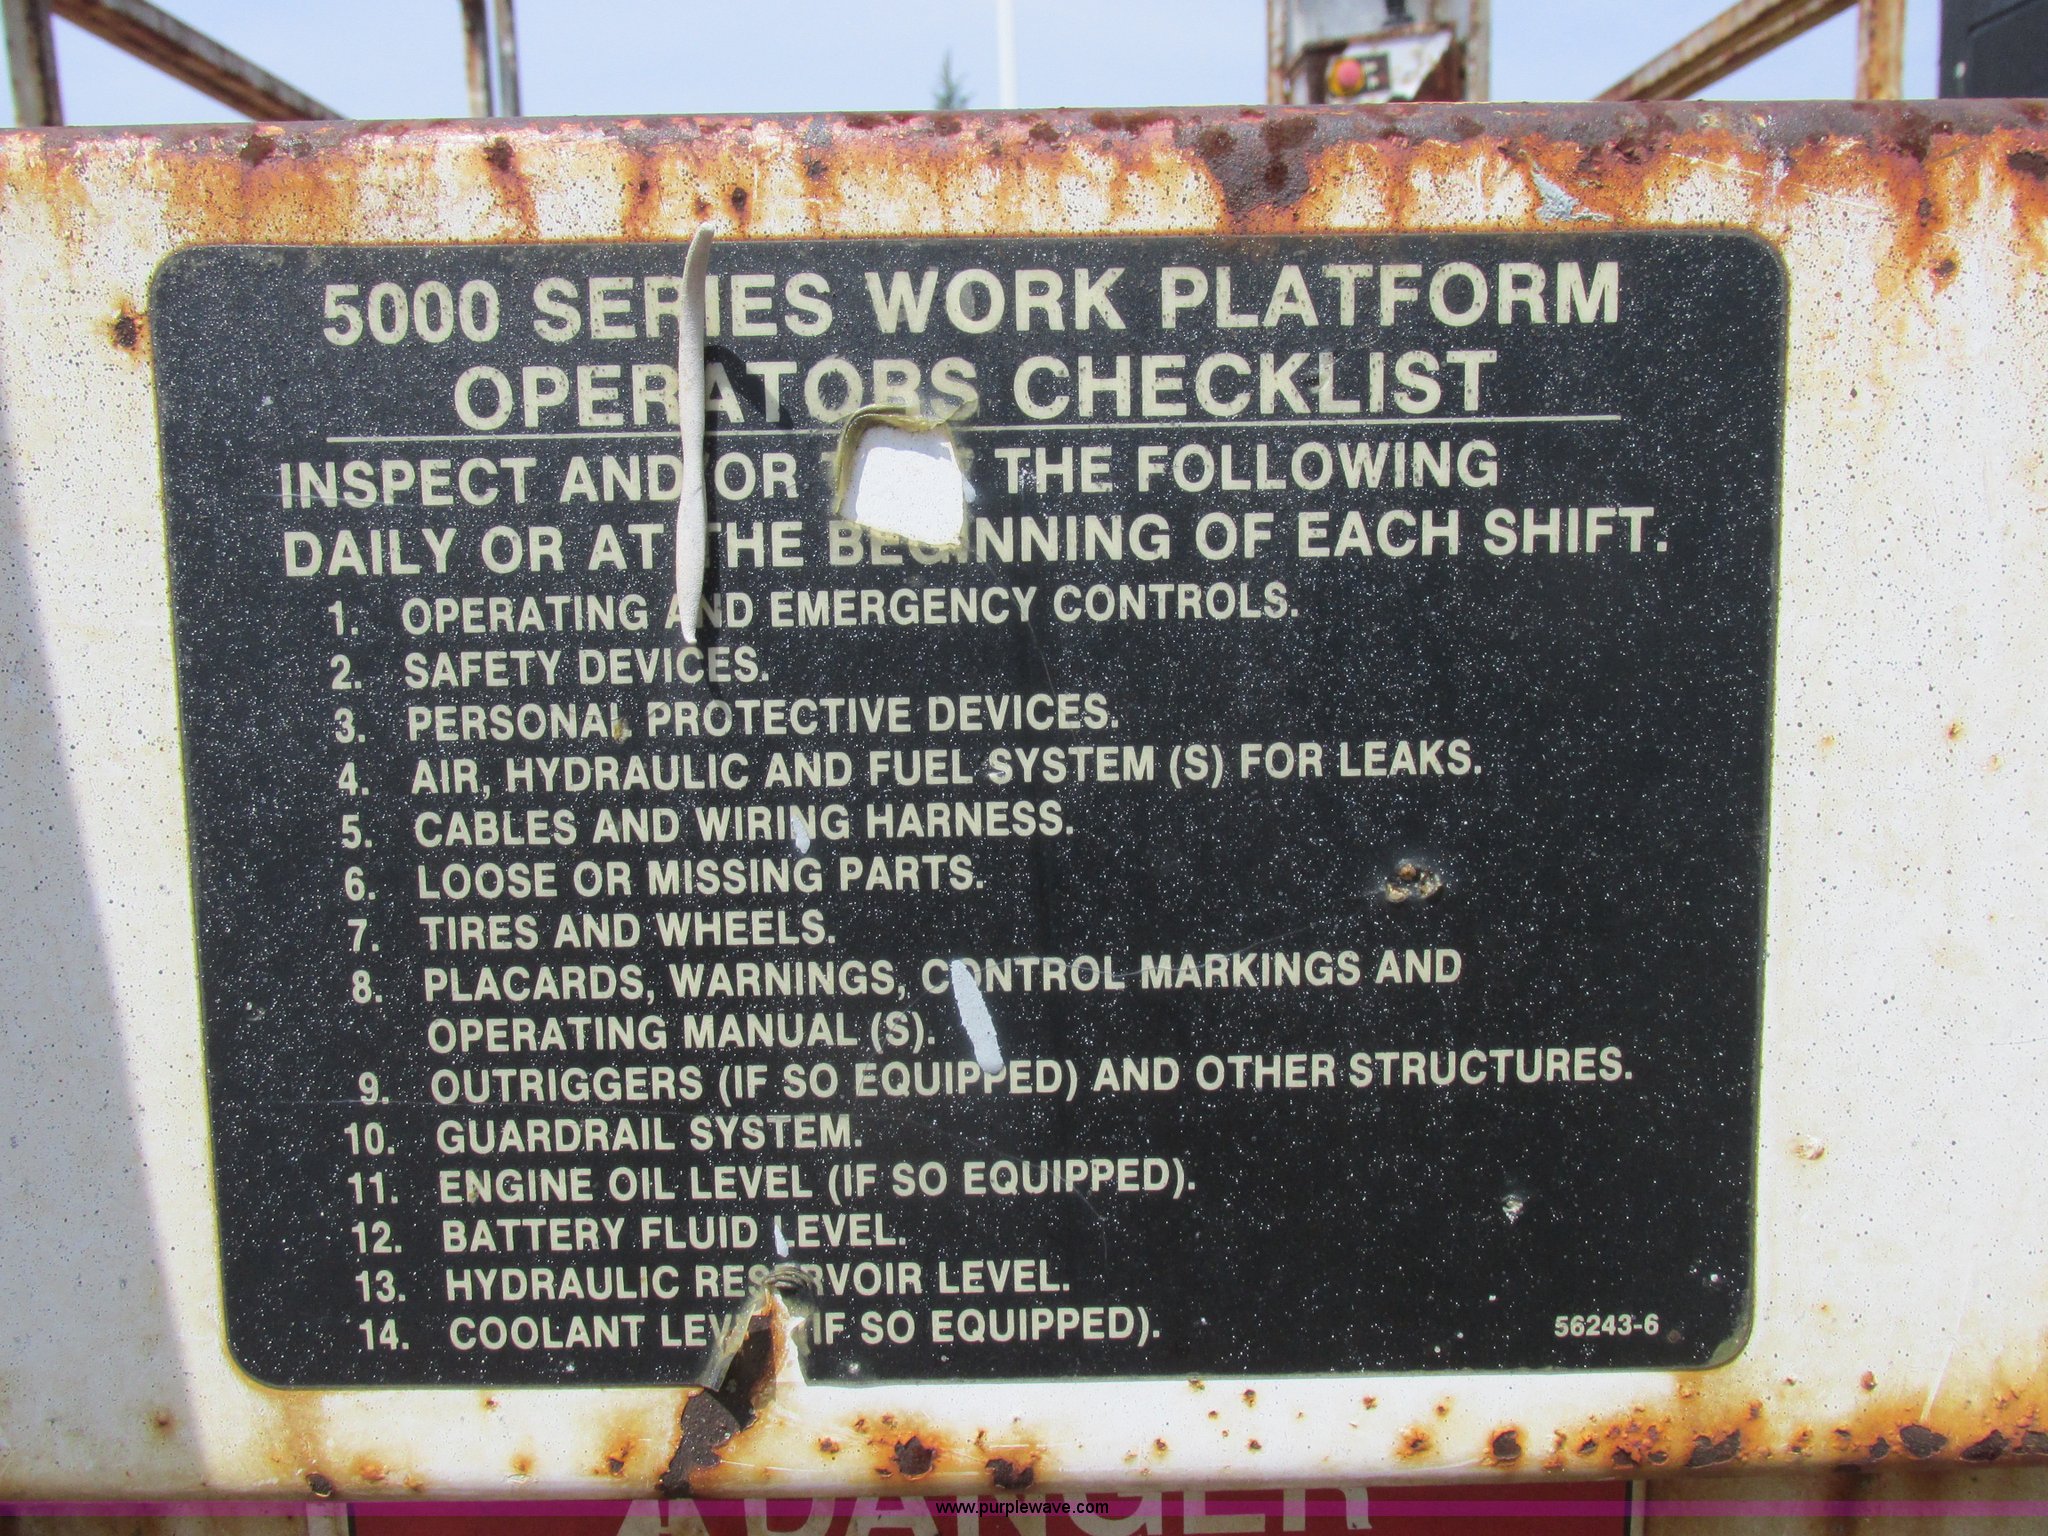 5000 SERIES WORK PLATFORM
OPERATORS CHECKLIST
INSPECT AND/OR THE FOLLOWING
DAILY OR AT THE BEGINNING OF EACH SHIFT.
1. OPERATING AND EMERGENCY CONTROLS.
2. SAFETY DEVICES.
3. PERSONAL PROTECTIVE DEVICES.
4. AIR, HYDRAULIC AND FUEL SYSTEM (S) FOR LEAKS.
5. CABLES AND WIRING HARNESS.
6. LOOSE OR MISSING PARTS.
7. TIRES AND WHEELS.
8. PLACARDS, WARNINGS, CONTROL MARKINGS AND
OPERATING MANUAL (S).
9. OUTRIGGERS (IF SO EQUIPPED) AND OTHER STRUCTURES.
10. GUARDRAIL SYSTEM.
11. ENGINE OIL LEVEL (IF SO EQUIPPED).
12. BATTERY FLUID LEVEL.
13. HYDRAULIC RESERVOIR LEVEL.
14. COOLANT LEVEL (IF SO EQUIPPED).
56243-6
DANGER
www.purplewave.com